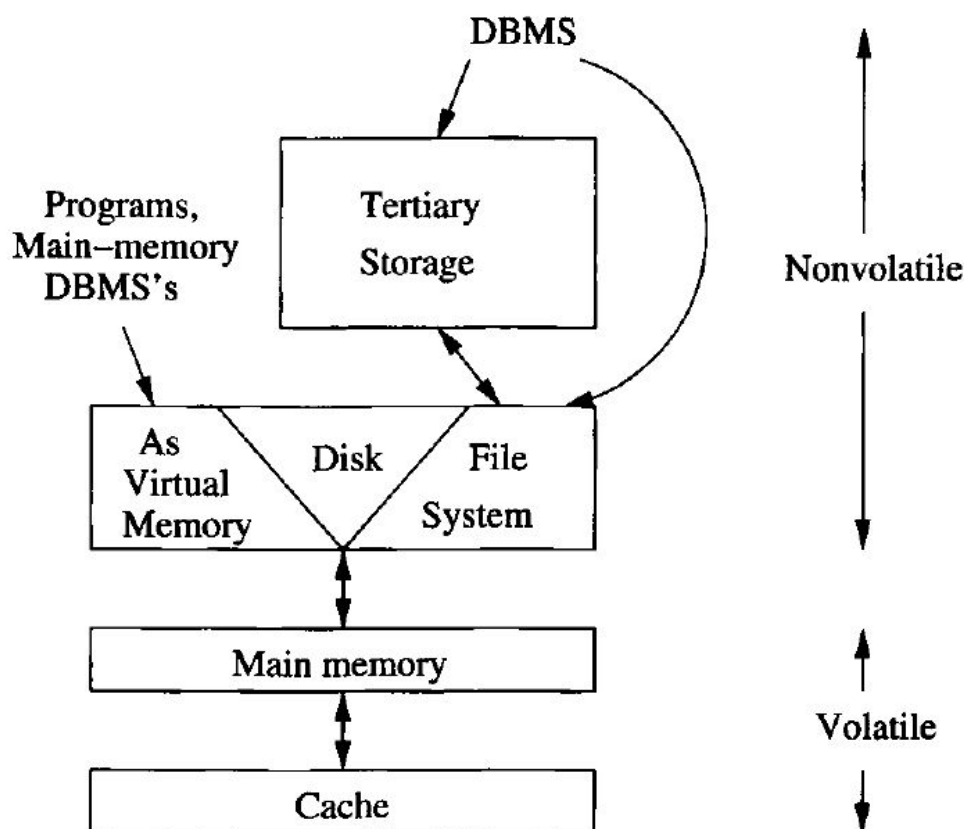 DBMS
Tertiary
Storage
Programs,
Main-memory
DBMS's
Nonvolatile
As
Virtual
Memory
Disk
File
System
Main memory
Volatile
Cache